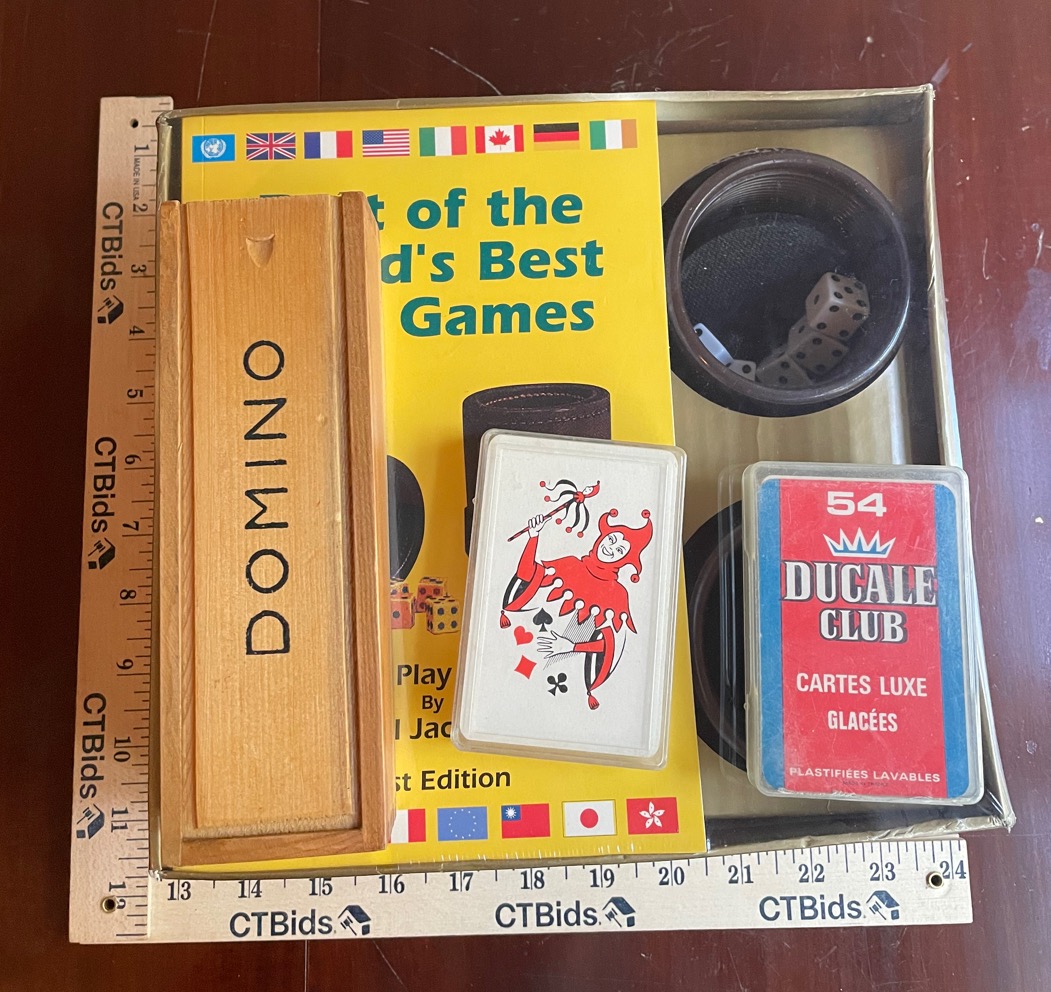 1
MADE IN USA
2
3
4
5
6
7
8
9
10
11
12
CTBids
CTBids
CTBids
t of the
d's Best
Games
DOMINO
Play
By
l Jac
st Edition
54
DUCALE
CLUB
CARTES LUXE
GLACÉES
PLASTIFIÉES LAVABLES
13 14 15 16 17 18 19 20 21 22 23 24
CTBids. CTBids. CTBids.